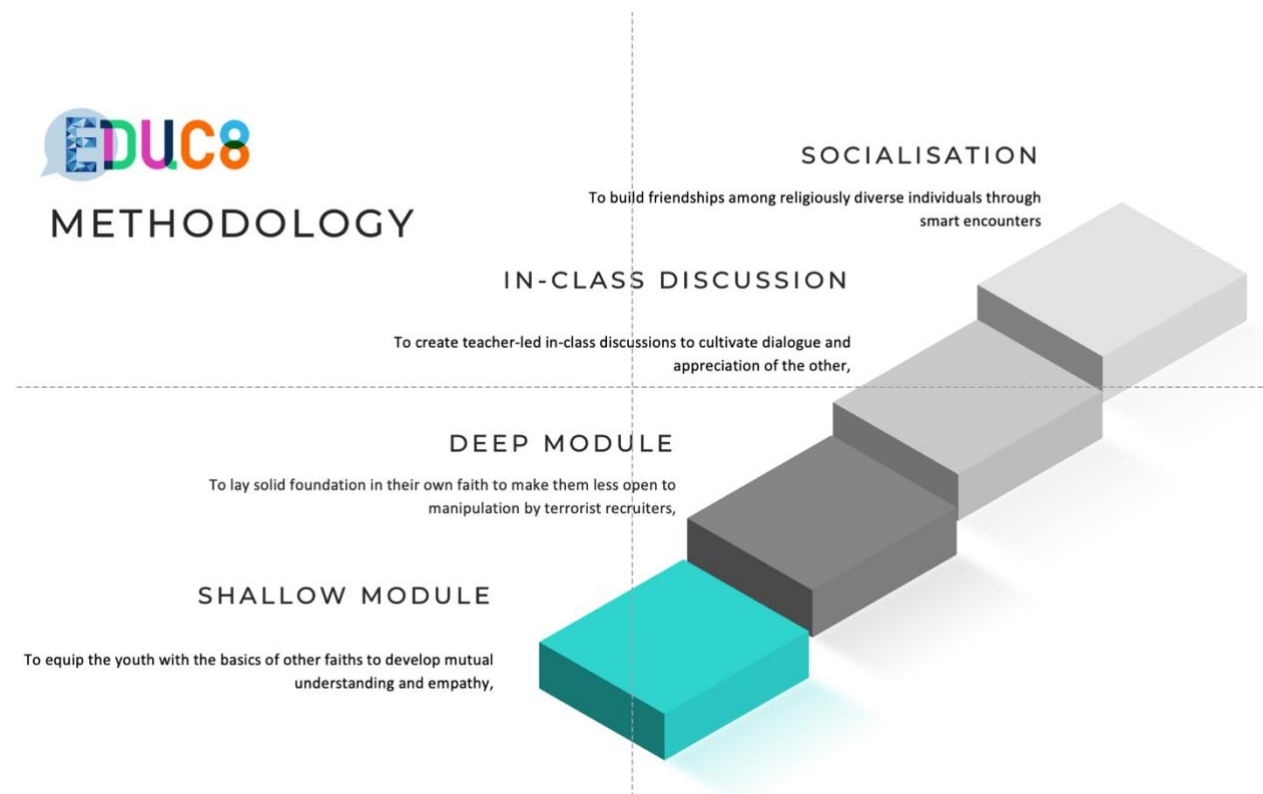 EDUC8
METHODOLOGY
SOCIALISATION
To build friendships among religiously diverse individuals through
smart encounters
IN-CLASS DISCUSSION
To create teacher-led in-class discussions to cultivate dialogue and
appreciation of the other,
DEEP MODULE
To lay solid foundation in their own faith to make them less open to
manipulation by terrorist recruiters,
SHALLOW MODULE
To equip the youth with the basics of other faiths to develop mutual
understanding and empathy,